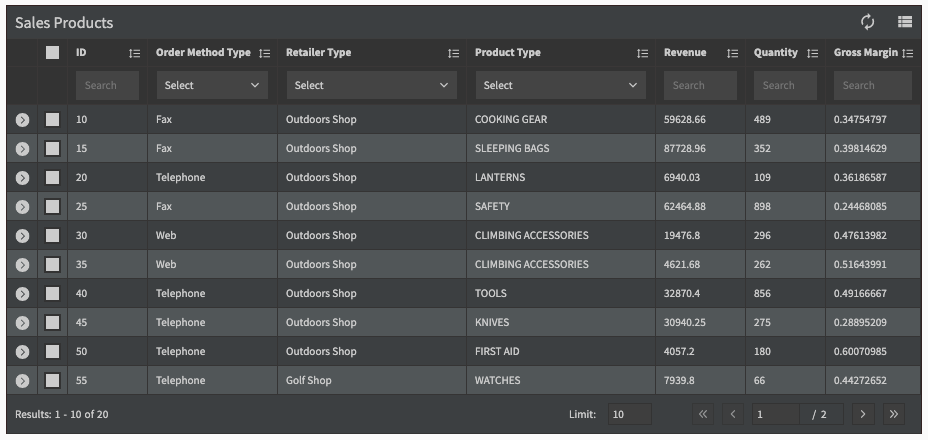 Sales Products
ID Order Method Type Retailer Type Product Type Revenue Quantity Gross Margin
Search Select Select Select Search Search Search
10 Fax Outdoors Shop COOKING GEAR 59628.66 489 0.34754797
15 Fax Outdoors Shop SLEEPING BAGS 87728.96 352 0.39814629
20 Telephone Outdoors Shop LANTERNS 6940.03 109 0.36186587
25 Fax Outdoors Shop SAFETY 62464.88 898 0.24468085
30 Web Outdoors Shop CLIMBING ACCESSORIES 19476.8 296 0.47613982
35 Web Outdoors Shop CLIMBING ACCESSORIES 4621.68 262 0.51643991
40 Telephone Outdoors Shop TOOLS 32870.4 856 0.49166667
45 Telephone Outdoors Shop KNIVES 30940.25 275 0.28895209
50 Telephone Outdoors Shop FIRST AID 4057.2 180 0.60070985
55 Telephone Golf Shop WATCHES 7939.8 66 0.44272652
Results: 1 - 10 of 20 Limit: 10 1 / 2